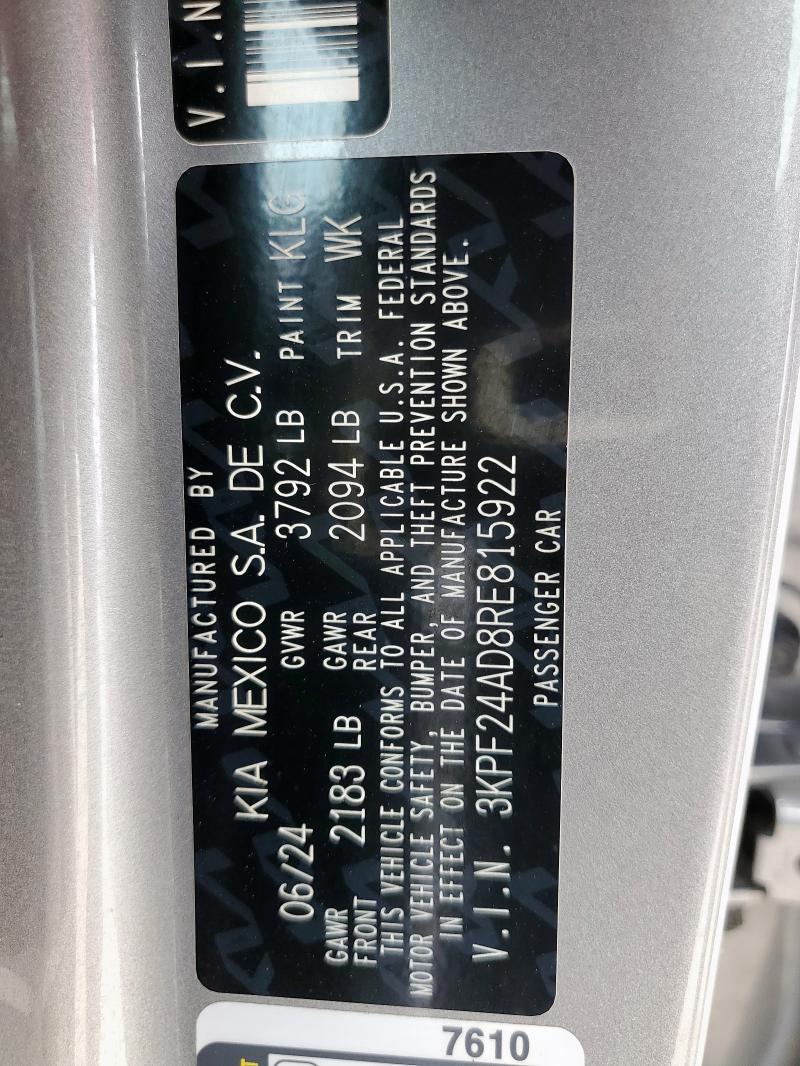 V.I.N
MANUFACTURED BY
KIA MEXICO S.A. DE C.V.
06/24 GVWR 3792 LB PAINT KLG
GAWR FRONT 2183 LB GAWR REAR 2094 LB TRIM WK
THIS VEHICLE CONFORMS TO ALL APPLICABLE U.S.A. FEDERAL
MOTOR VEHICLE SAFETY, BUMPER, AND THEFT PREVENTION STANDARDS
IN EFFECT ON THE DATE OF MANUFACTURE SHOWN ABOVE.
V.I.N. 3KPF24AD8RE815922
PASSENGER CAR
7610